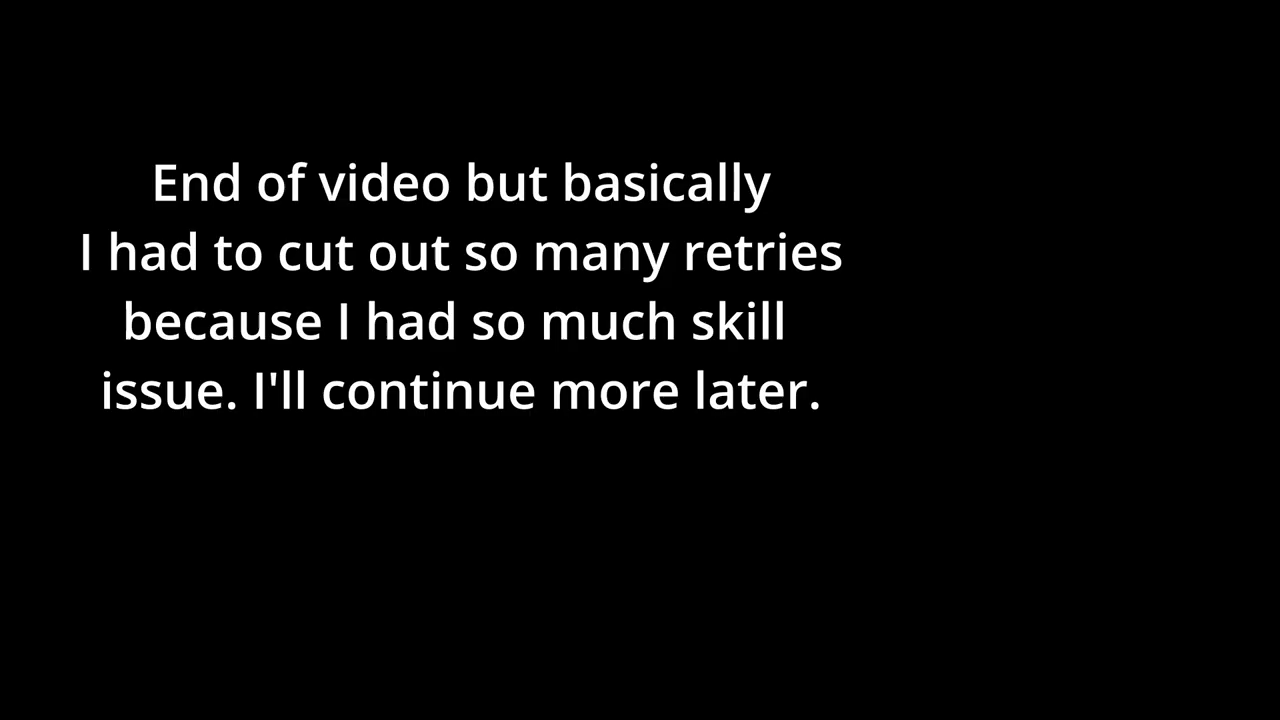 End of video but basically
I had to cut out so many retries
because I had so much skill
issue. I'll continue more later.